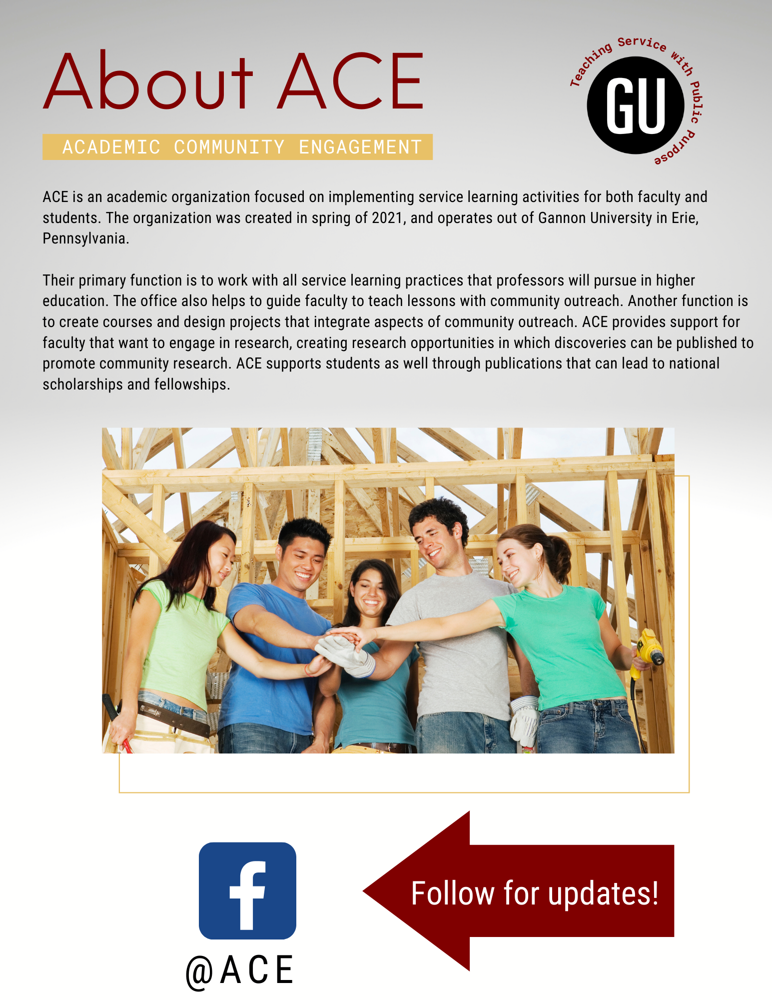 About ACE
Teaching Service with Public Purpose
GU
ACADEMIC COMMUNITY ENGAGEMENT
ACE is an academic organization focused on implementing service learning activities for both faculty and
students. The organization was created in spring of 2021, and operates out of Gannon University in Erie,
Pennsylvania.
Their primary function is to work with all service learning practices that professors will pursue in higher
education. The office also helps to guide faculty to teach lessons with community outreach. Another function is
to create courses and design projects that integrate aspects of community outreach. ACE provides support for
faculty that want to engage in research, creating research opportunities in which discoveries can be published to
promote community research. ACE supports students as well through publications that can lead to national
scholarships and fellowships.
f
Follow for updates!
@ACE